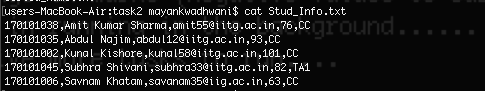 [users-MacBook-Air:task2 mayankwadhwani$ cat Stud_Info.txt
170101038,Amit Kumar Sharma,amit55@iitg.ac.in,76,CC
170101035,Abdul Najim,abdul12@iitg.ac.in,93,CC
170101002,Kunal Kishore,kunal58@iitg.ac.in,101,CC
170101045,Subhra Shivani,subhra33@iitg.ac.in,82,TA1
170101006,Savnam Khatam,savanam35@iitg.ac.in,63,CC